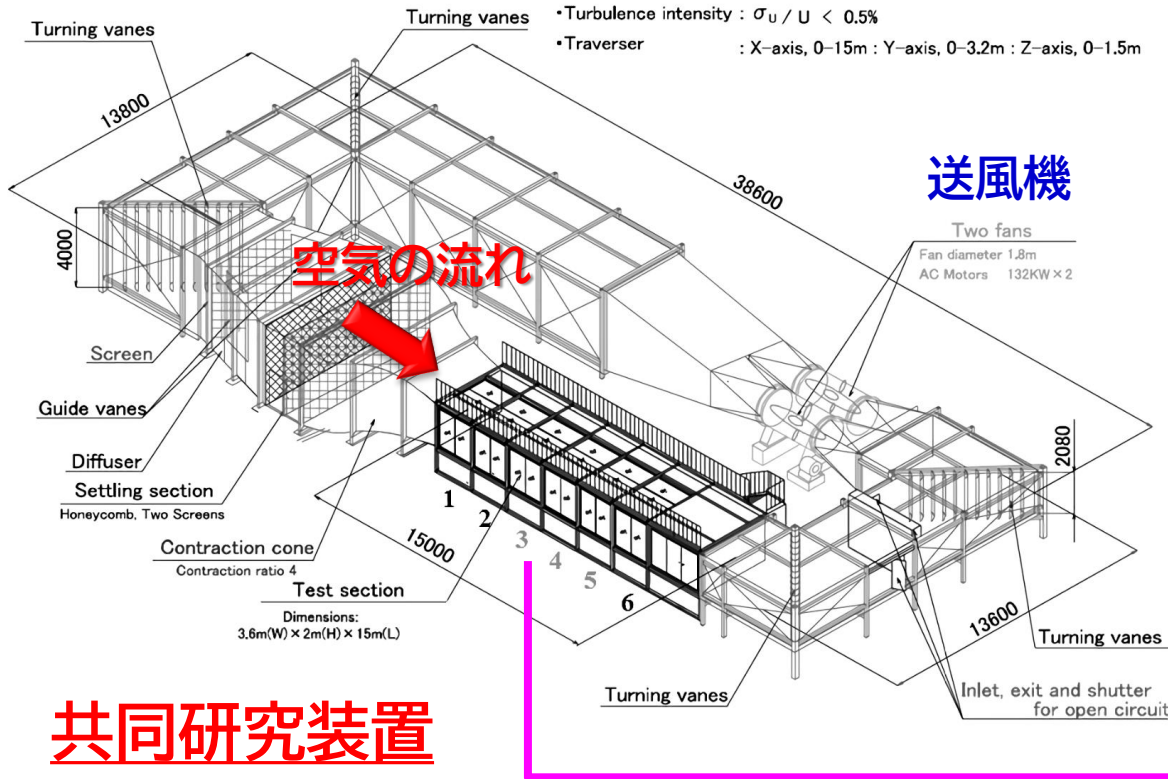 Turning vanes
Turning vanes
•Turbulence intensity : σU / U < 0.5%
•Traverser : X-axis, 0-15m : Y-axis, 0-3.2m : Z-axis, 0-1.5m
13800
38600
送風機
Two fans
Fan diameter 1.8m
AC Motors 132KW×2
4000
空気の流れ
Screen
Guide vanes
Diffuser
Settling section
Honeycomb, Two Screens
Contraction cone
Contraction ratio 4
Test section
Dimensions:
3.6m(W)×2m(H)×15m(L)
1
2
3
4
5
6
15000
2080
13600
Turning vanes
Turning vanes
Inlet, exit and shutter
for open circuit
共同研究装置